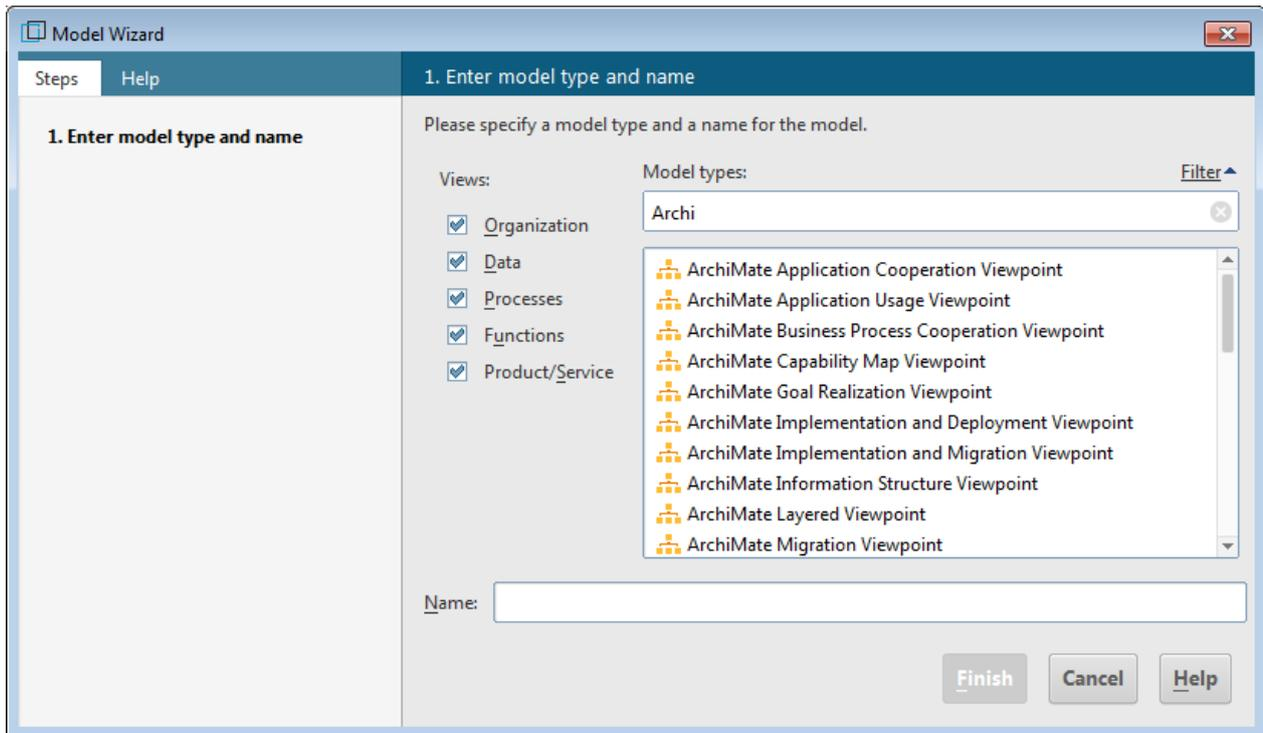 Model Wizard
Steps
Help
1. Enter model type and name
1. Enter model type and name
Please specify a model type and a name for the model.
Views:
Organization
Data
Processes
Functions
Product/Service
Model types:
Filter
Archi
ArchiMate Application Cooperation Viewpoint
ArchiMate Application Usage Viewpoint
ArchiMate Business Process Cooperation Viewpoint
ArchiMate Capability Map Viewpoint
ArchiMate Goal Realization Viewpoint
ArchiMate Implementation and Deployment Viewpoint
ArchiMate Implementation and Migration Viewpoint
ArchiMate Information Structure Viewpoint
ArchiMate Layered Viewpoint
ArchiMate Migration Viewpoint
Name:
Finish
Cancel
Help